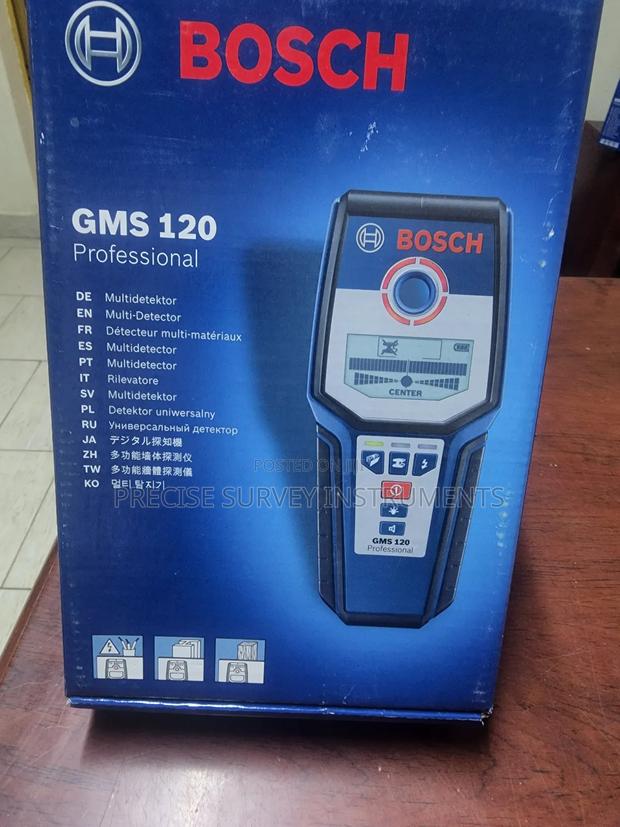 BOSCH
GMS 120
Professional
DE Multidetektor
EN Multi-Detector
FR Détecteur multi-matériaux
ES Multidetector
PT Multidetector
IT Rilevatore
SV Multidetektor
PL Detektor uniwersalny
RU Универсальный детектор
JA デジタル探知機
ZH 多功能墙体探测仪
TW 多功能牆體探測儀
KO 멀티 탐지기
BOSCH
CENTER
GMS 120
Professional
POSTED ON
PRECISE SURVEY INSTRUMENTS